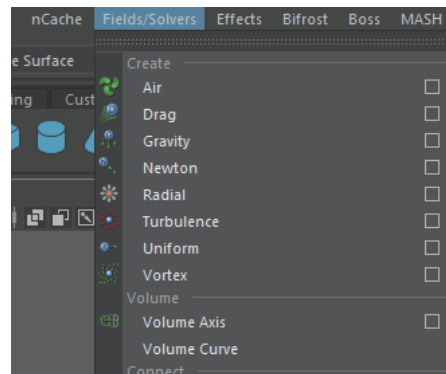 nCache Fields/Solvers Effects Bifrost Boss MASH
e Surface
Create
ing Cust
Air
Drag
Gravity
Newton
Radial
Turbulence
Uniform
Vortex
Volume
Volume Axis
Volume Curve
Connect